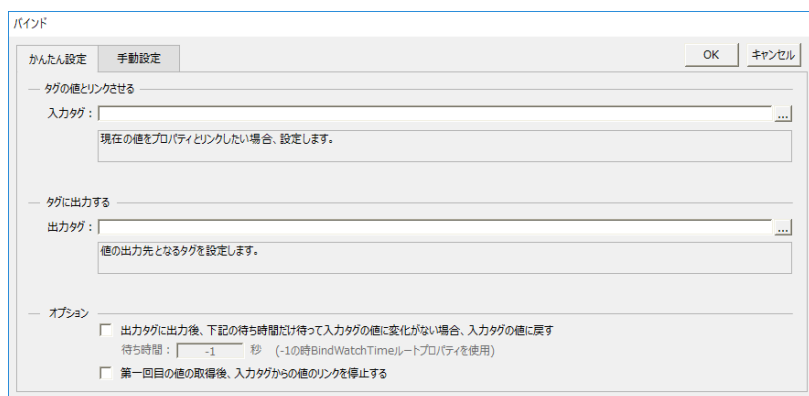 バインド
かんたん設定 手動設定 OK キャンセル
タグの値とリンクさせる
入力タグ： ...
現在の値をプロパティとリンクしたい場合、設定します。
タグに出力する
出力タグ： ...
値の出力先となるタグを設定します。
オプション
出力タグに出力後、下記の待ち時間だけ待って入力タグの値に変化がない場合、入力タグの値に戻す
待ち時間： -1 秒 (-1の時BindWatchTimeルートプロパティを使用)
第一回目の値の取得後、入力タグからの値のリンクを停止する